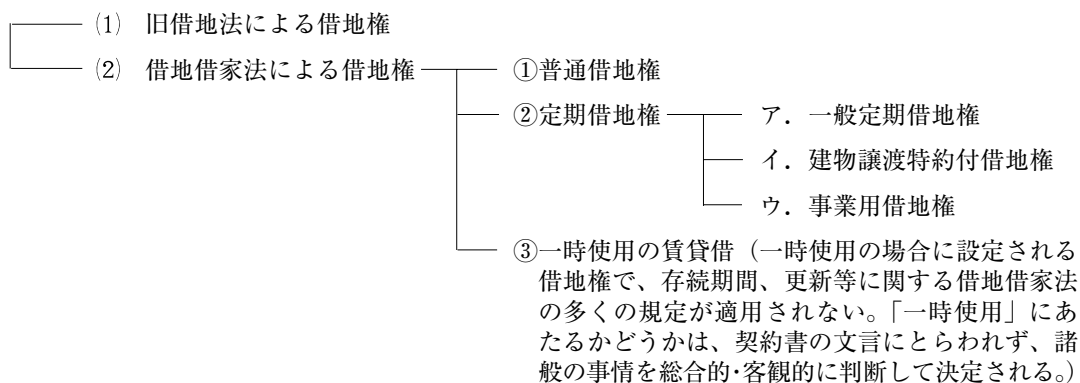 ⑴ 旧借地法による借地権
⑵ 借地借家法による借地権
①普通借地権
②定期借地権
ア．一般定期借地権
イ．建物譲渡特約付借地権
ウ．事業用借地権
③一時使用の賃貸借（一時使用の場合に設定される
借地権で、存続期間、更新等に関する借地借家法
の多くの規定が適用されない。「一時使用」にあ
たるかどうかは、契約書の文言にとらわれず、諸
般の事情を総合的･客観的に判断して決定される。）